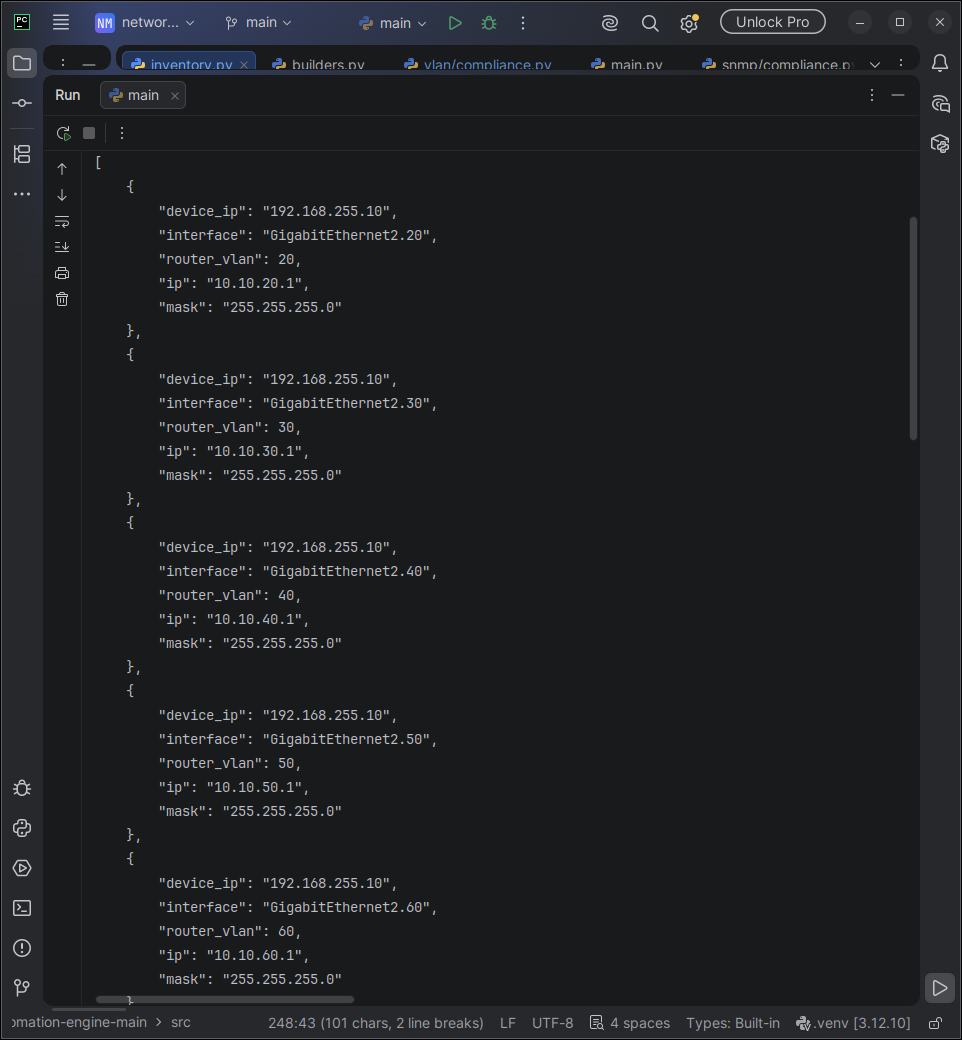 PC
NM networ... main main Unlock Pro
inventory.py builders.py vlan/compliance.py main.py snmp/compliance.p
Run main
[
    {
        "device_ip": "192.168.255.10",
        "interface": "GigabitEthernet2.20",
        "router_vlan": 20,
        "ip": "10.10.20.1",
        "mask": "255.255.255.0"
    },
    {
        "device_ip": "192.168.255.10",
        "interface": "GigabitEthernet2.30",
        "router_vlan": 30,
        "ip": "10.10.30.1",
        "mask": "255.255.255.0"
    },
    {
        "device_ip": "192.168.255.10",
        "interface": "GigabitEthernet2.40",
        "router_vlan": 40,
        "ip": "10.10.40.1",
        "mask": "255.255.255.0"
    },
    {
        "device_ip": "192.168.255.10",
        "interface": "GigabitEthernet2.50",
        "router_vlan": 50,
        "ip": "10.10.50.1",
        "mask": "255.255.255.0"
    },
    {
        "device_ip": "192.168.255.10",
        "interface": "GigabitEthernet2.60",
        "router_vlan": 60,
        "ip": "10.10.60.1",
        "mask": "255.255.255.0"
    }
omation-engine-main > src 248:43 (101 chars, 2 line breaks) LF UTF-8 4 spaces Types: Built-in .venv [3.12.10]